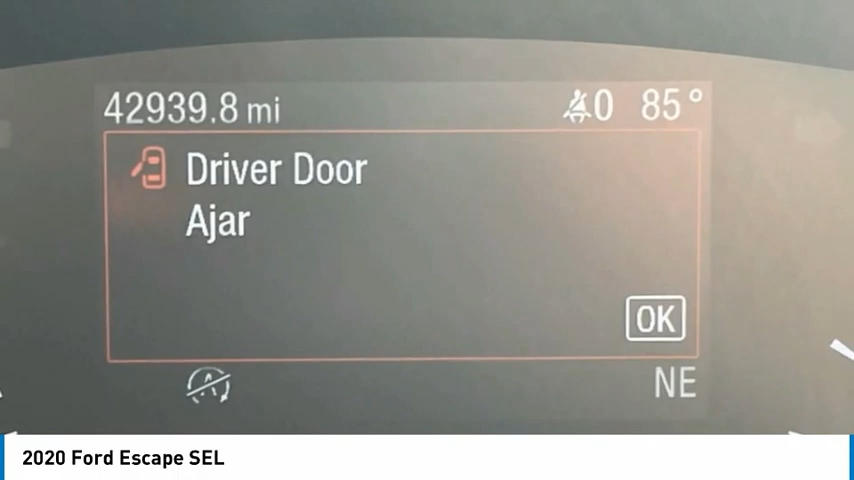 42939.8 mi 0 85°
Driver Door
Ajar
OK
NE
2020 Ford Escape SEL